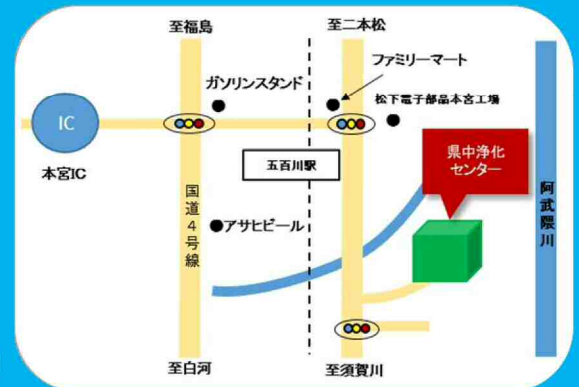 至福島
至二本松
ファミリーマート
ガソリンスタンド
松下電子部品本宮工場
IC
本宮IC
県中浄化
センター
五百川駅
国道4号線
アサヒビール
阿武隈川
至白河
至須賀川